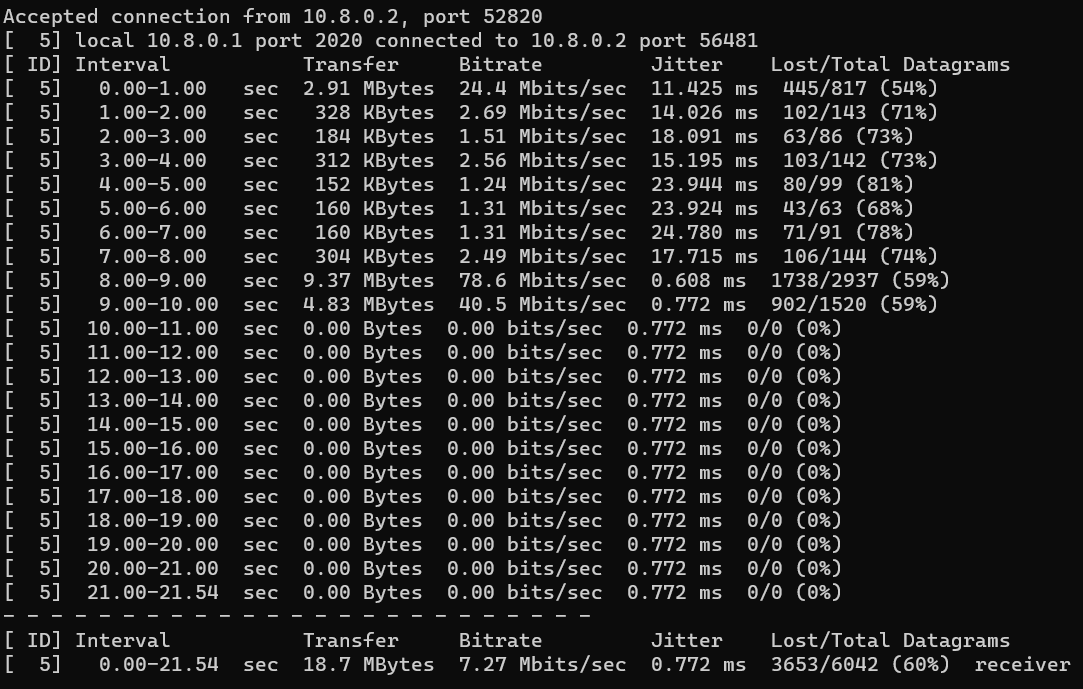 Accepted connection from 10.8.0.2, port 52820
[  5] local 10.8.0.1 port 2020 connected to 10.8.0.2 port 56481
[ ID] Interval           Transfer     Bitrate         Jitter    Lost/Total Datagrams
[  5]   0.00-1.00   sec  2.91 MBytes  24.4 Mbits/sec  11.425 ms  445/817 (54%)
[  5]   1.00-2.00   sec   328 KBytes  2.69 Mbits/sec  14.026 ms  102/143 (71%)
[  5]   2.00-3.00   sec   184 KBytes  1.51 Mbits/sec  18.091 ms  63/86 (73%)
[  5]   3.00-4.00   sec   312 KBytes  2.56 Mbits/sec  15.195 ms  103/142 (73%)
[  5]   4.00-5.00   sec   152 KBytes  1.24 Mbits/sec  23.944 ms  80/99 (81%)
[  5]   5.00-6.00   sec   160 KBytes  1.31 Mbits/sec  23.924 ms  43/63 (68%)
[  5]   6.00-7.00   sec   160 KBytes  1.31 Mbits/sec  24.780 ms  71/91 (78%)
[  5]   7.00-8.00   sec   304 KBytes  2.49 Mbits/sec  17.715 ms  106/144 (74%)
[  5]   8.00-9.00   sec  9.37 MBytes  78.6 Mbits/sec  0.608 ms  1738/2937 (59%)
[  5]   9.00-10.00  sec  4.83 MBytes  40.5 Mbits/sec  0.772 ms  902/1520 (59%)
[  5]  10.00-11.00  sec  0.00 Bytes  0.00 bits/sec  0.772 ms  0/0 (0%)
[  5]  11.00-12.00  sec  0.00 Bytes  0.00 bits/sec  0.772 ms  0/0 (0%)
[  5]  12.00-13.00  sec  0.00 Bytes  0.00 bits/sec  0.772 ms  0/0 (0%)
[  5]  13.00-14.00  sec  0.00 Bytes  0.00 bits/sec  0.772 ms  0/0 (0%)
[  5]  14.00-15.00  sec  0.00 Bytes  0.00 bits/sec  0.772 ms  0/0 (0%)
[  5]  15.00-16.00  sec  0.00 Bytes  0.00 bits/sec  0.772 ms  0/0 (0%)
[  5]  16.00-17.00  sec  0.00 Bytes  0.00 bits/sec  0.772 ms  0/0 (0%)
[  5]  17.00-18.00  sec  0.00 Bytes  0.00 bits/sec  0.772 ms  0/0 (0%)
[  5]  18.00-19.00  sec  0.00 Bytes  0.00 bits/sec  0.772 ms  0/0 (0%)
[  5]  19.00-20.00  sec  0.00 Bytes  0.00 bits/sec  0.772 ms  0/0 (0%)
[  5]  20.00-21.00  sec  0.00 Bytes  0.00 bits/sec  0.772 ms  0/0 (0%)
[  5]  21.00-21.54  sec  0.00 Bytes  0.00 bits/sec  0.772 ms  0/0 (0%)
- - - - - - - - - - - - - - - - - - - - - - - - -
[ ID] Interval           Transfer     Bitrate         Jitter    Lost/Total Datagrams
[  5]   0.00-21.54  sec  18.7 MBytes  7.27 Mbits/sec  0.772 ms  3653/6042 (60%)  receiver